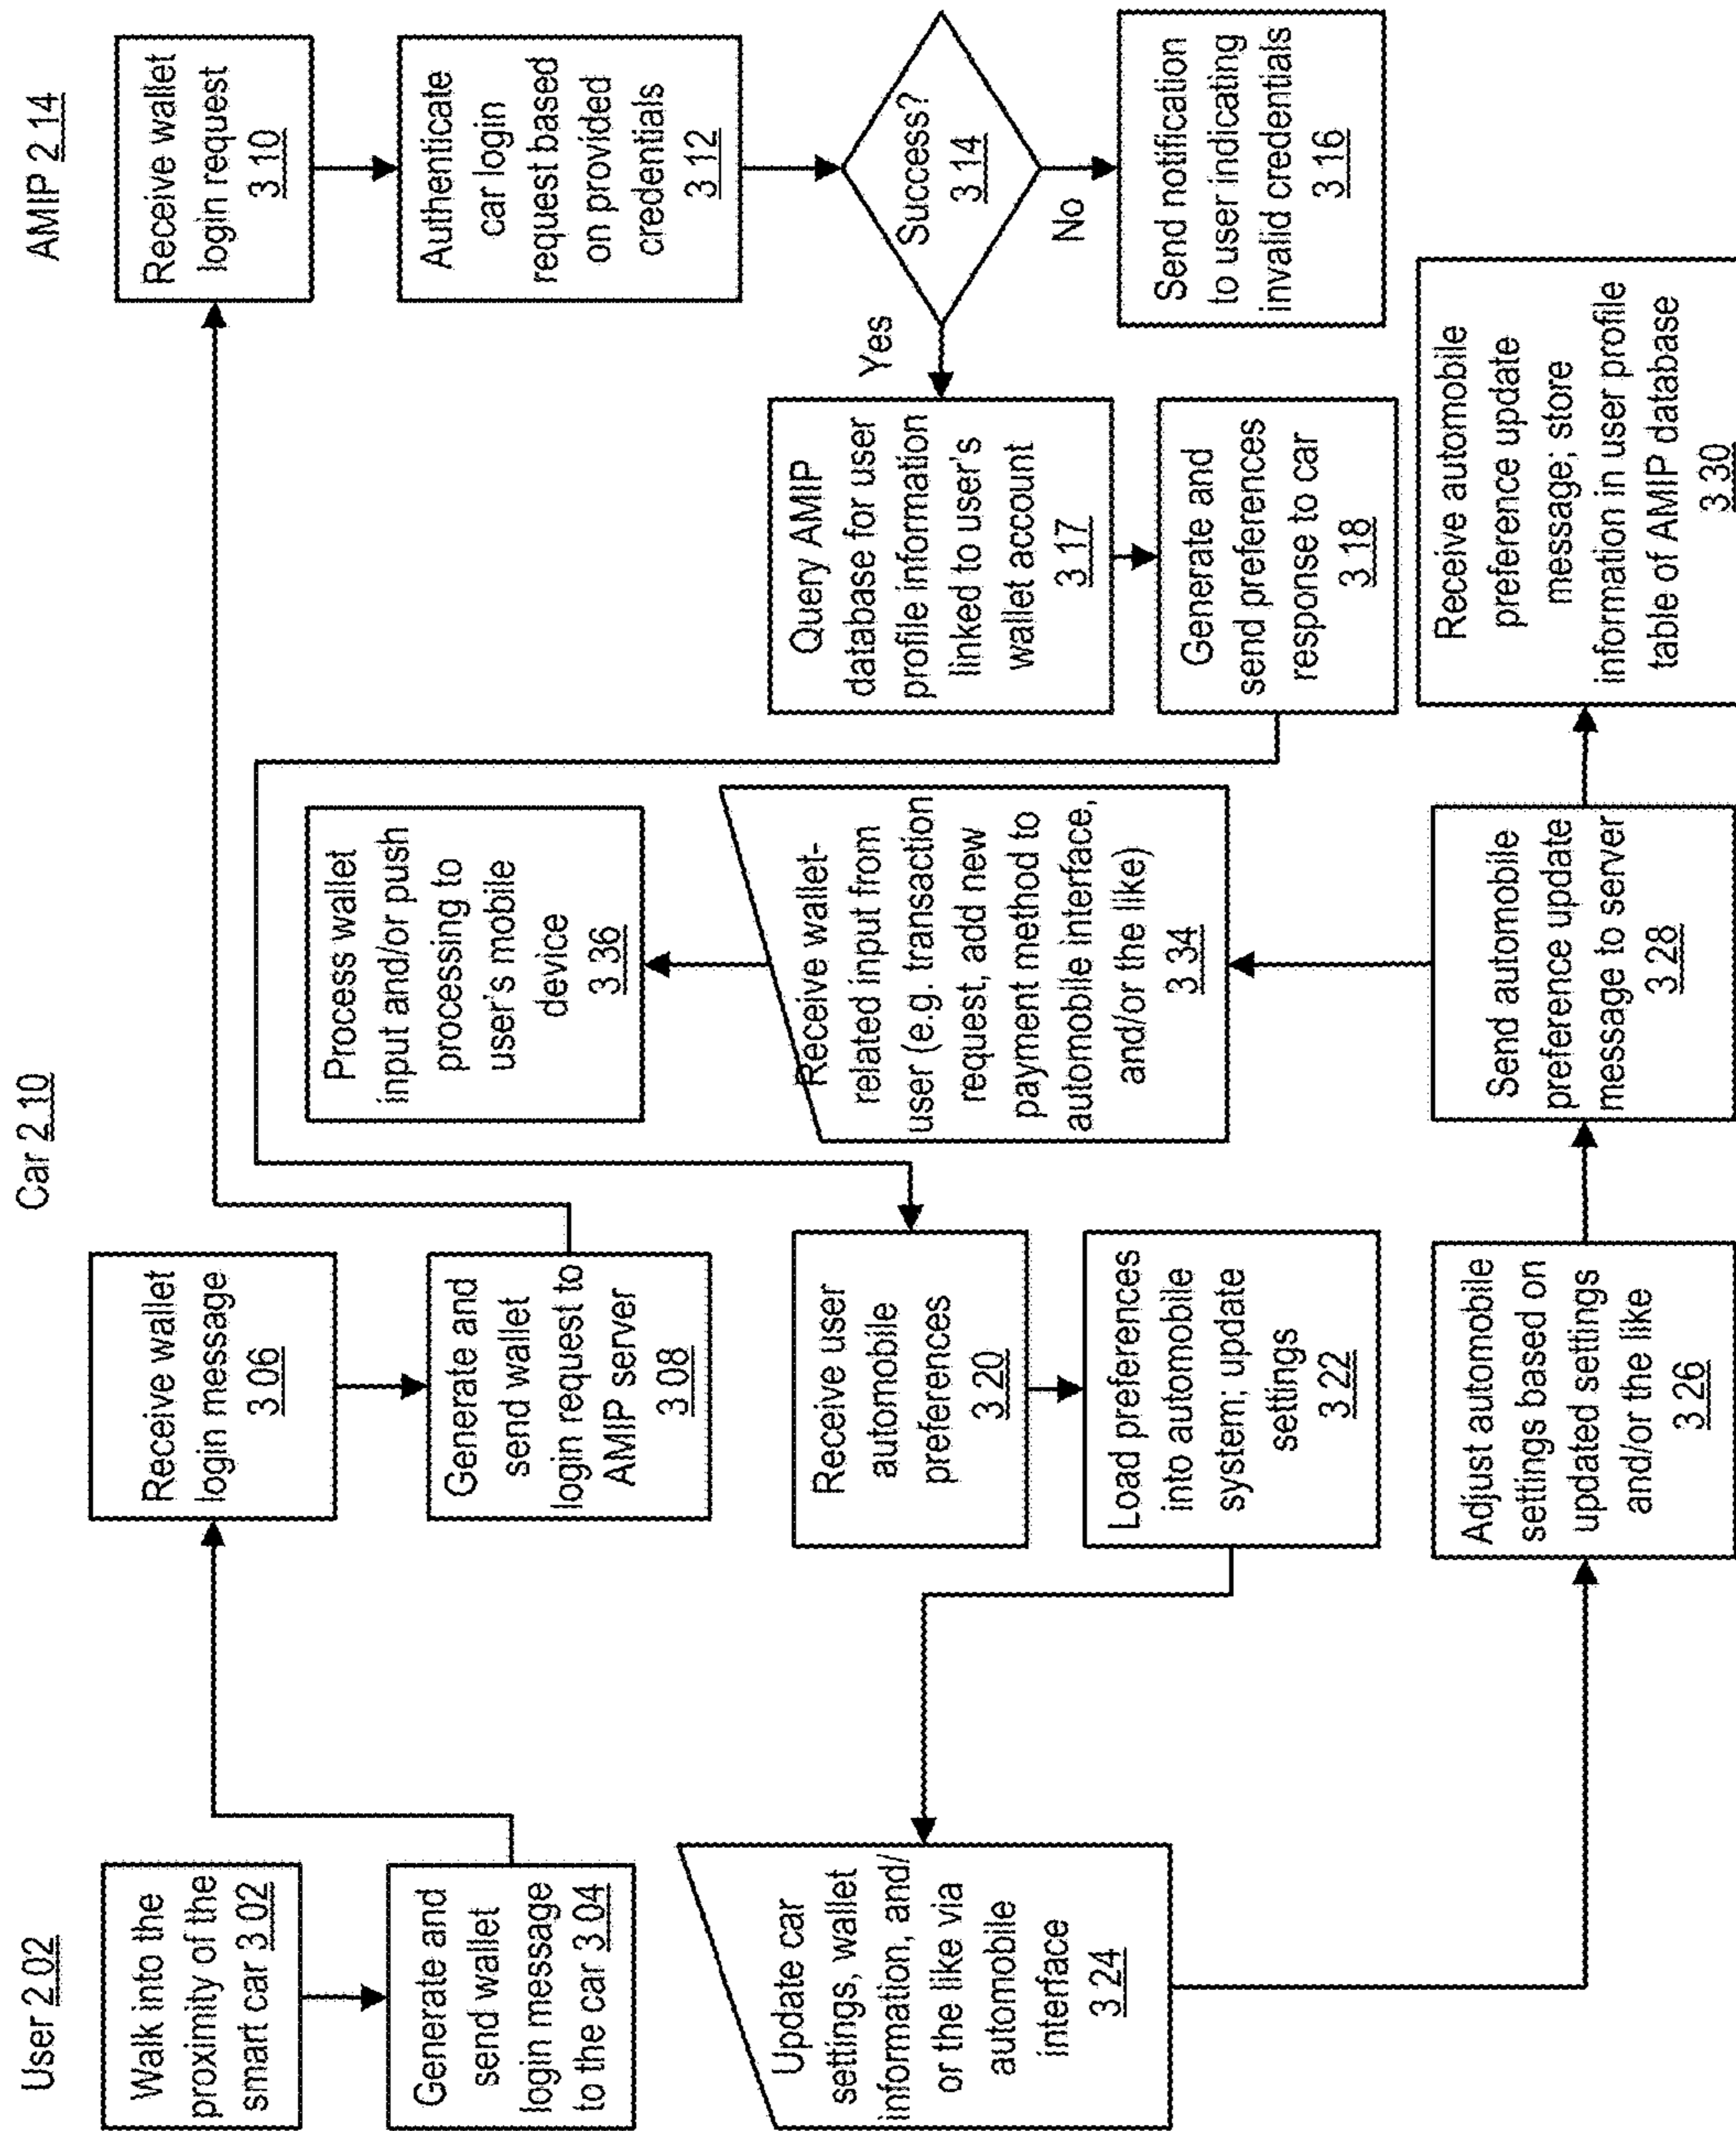 User 2 02
Car 2 10
AMIP 2 14
Walk into the
proximity of the
smart car 3 02
Generate and
send wallet
login message
to the car 3 04
Receive wallet
login message
3 06
Generate and
send wallet
login request to
AMIP server
3 08
Receive wallet
login request
3 10
Authenticate
car login
request based
on provided
credentials
3 12
Success?
3 14
Yes
No
Send notification
to user indicating
invalid credentials
3 16
Query AMIP
database for user
profile information
linked to user's
wallet account
3 17
Generate and
send preferences
response to car
3 18
Receive user
automobile
preferences
3 20
Load preferences
into automobile
system; update
settings
3 22
Update car
settings, wallet
information, and/
or the like via
automobile
interface
3 24
Adjust automobile
settings based on
updated settings
and/or the like
3 26
Send automobile
preference update
message to server
3 28
Receive automobile
preference update
message; store
information in user profile
table of AMIP database
3 30
Receive wallet-
related input from
user (e.g. transaction
request, add new
payment method to
automobile interface,
and/or the like)
3 34
Process wallet
input and/or push
processing to
user's mobile
device
3 36